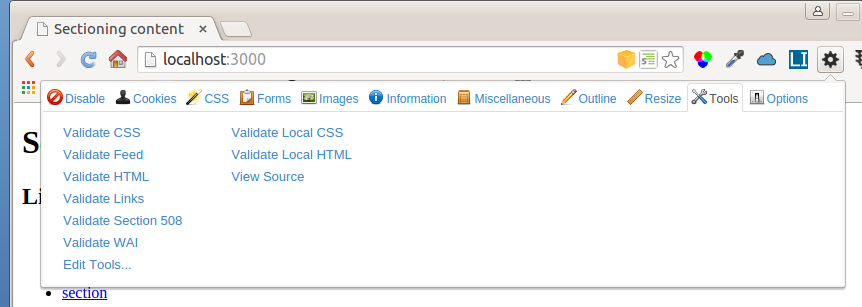 Sectioning content
localhost:3000
LI
Disable Cookies CSS Forms Images Information Miscellaneous Outline Resize Tools Options
Validate CSS Validate Local CSS
Validate Feed Validate Local HTML
Validate HTML View Source
Validate Links
Validate Section 508
Validate WAI
Edit Tools...
section